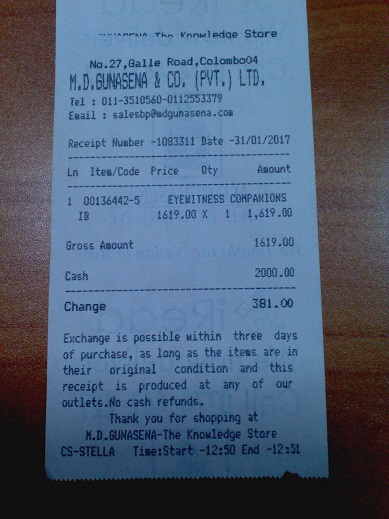 GUNASENA-The Knowledge Store
No.27,Galle Road,Colombo04
M.D.GUNASENA & CO. (PVT.) LTD.
Tel : 011-3510560-0112553379
Email : salesbp@mdgunasena.com
Receipt Number -1083311 Date -31/01/2017
Ln Item/Code Price Qty Amount
1 00136442-5 EYEWITNESS COMPANIONS
IB 1619.00 X 1 1,619.00
Gross Amount 1619.00
Cash 2000.00
Change 381.00
Exchange is possible within three days
of purchase, as long as the items are in
their original condition and this
receipt is produced at any of our
outlets.No cash refunds.
Thank you for shopping at
M.D.GUNASENA-The Knowledge Store
CS-STELLA Time:Start -12:50 End -12:51